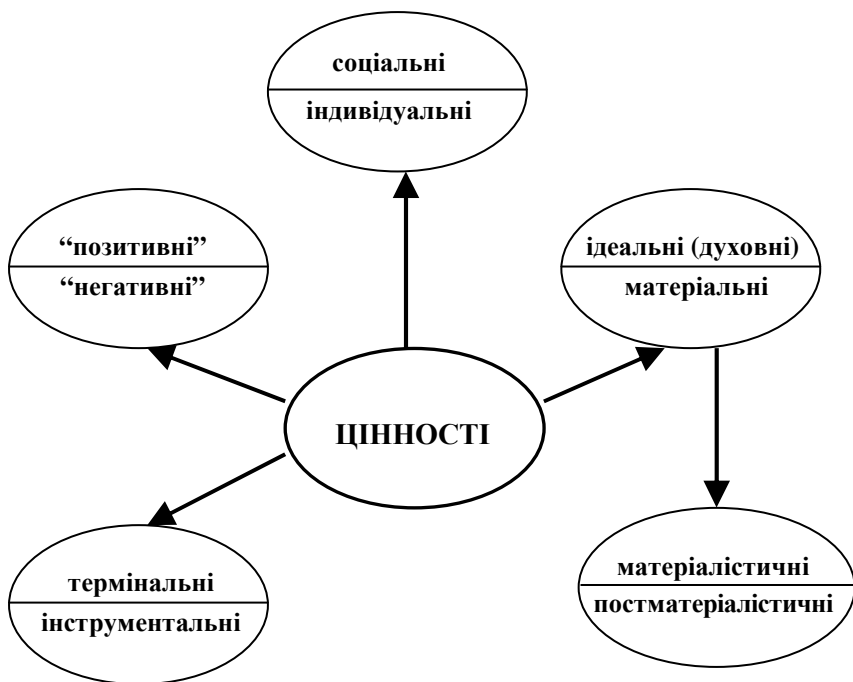 соціальні
індивідуальні
“позитивні”
“негативні”
ідеальні (духовні)
матеріальні
ЦІННОСТІ
термінальні
інструментальні
матеріалістичні
постматеріалістичні